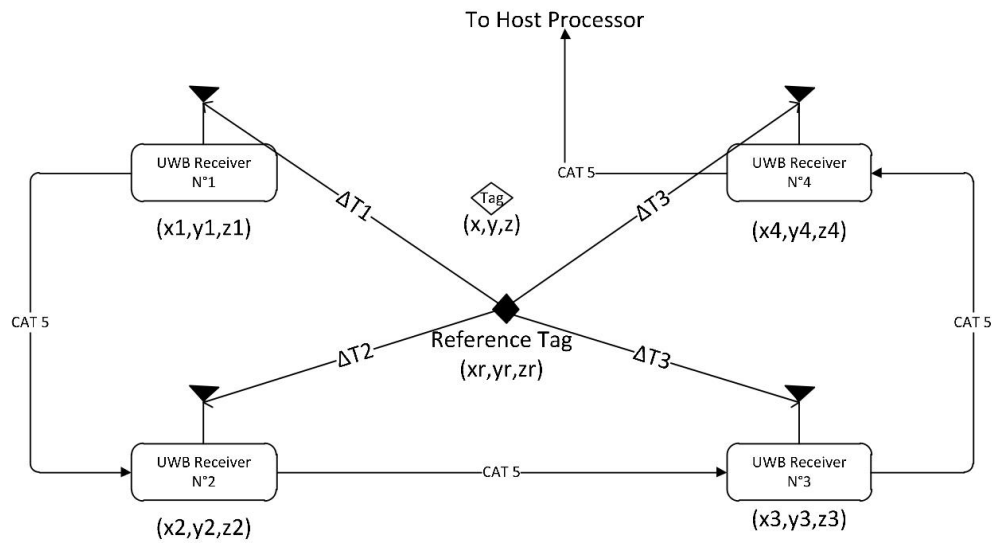 To Host Processor
UWB Receiver
N°1
(x1,y1,z1)
ΔT1
Tag
(x,y,z)
CAT 5
ΔT3
UWB Receiver
N°4
(x4,y4,z4)
CAT 5
CAT 5
Reference Tag
(xr,yr,zr)
ΔT2
ΔT3
UWB Receiver
N°2
(x2,y2,z2)
CAT 5
UWB Receiver
N°3
(x3,y3,z3)